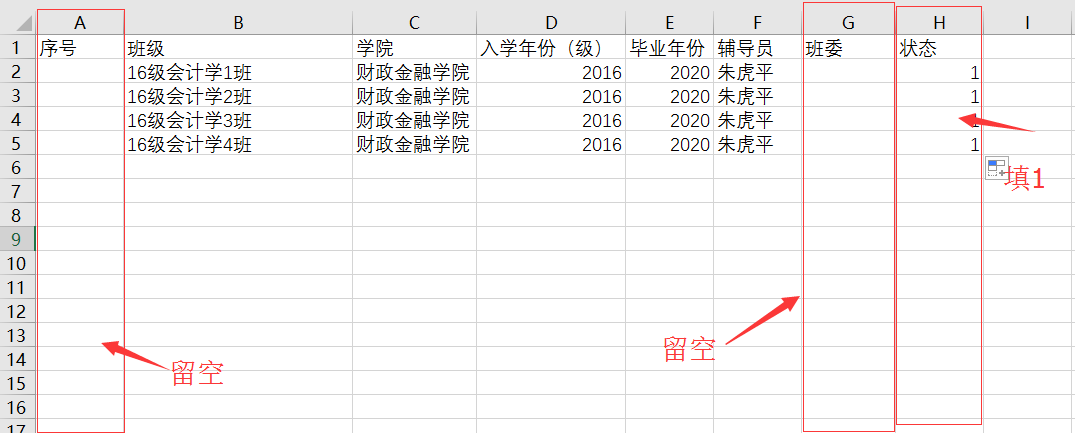 A B C D E F G H I
1 序号 班级 学院 入学年份（级） 毕业年份 辅导员 班委 状态
2 16级会计学1班 财政金融学院 2016 2020 朱虎平 1
3 16级会计学2班 财政金融学院 2016 2020 朱虎平 1
4 16级会计学3班 财政金融学院 2016 2020 朱虎平 1
5 16级会计学4班 财政金融学院 2016 2020 朱虎平 1
6
填1
7
8
9
10
11
12
13
14
留空
留空
15
16
17